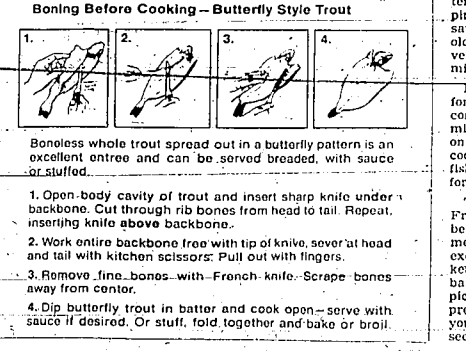 Boning Before Cooking — Butterfly Style Trout
1. 2. 3. 4.
Boneless whole trout spread out in a butterfly pattern is an
excellent entree and can be served breaded, with sauce
or stuffed.
1. Open body cavity of trout and insert sharp knife under
backbone. Cut through rib bones from head to tail. Repeat,
inserting knife above backbone.
2. Work entire backbone free with tip of knive, sever at head
and tail with kitchen scissors. Pull out with fingers.
3. Remove fine bones with French knife. Scrape bones
away from center.
4. Dip butterfly trout in batter and cook open—serve with
sauce if desired. Or stuff, fold together and bake or broil.